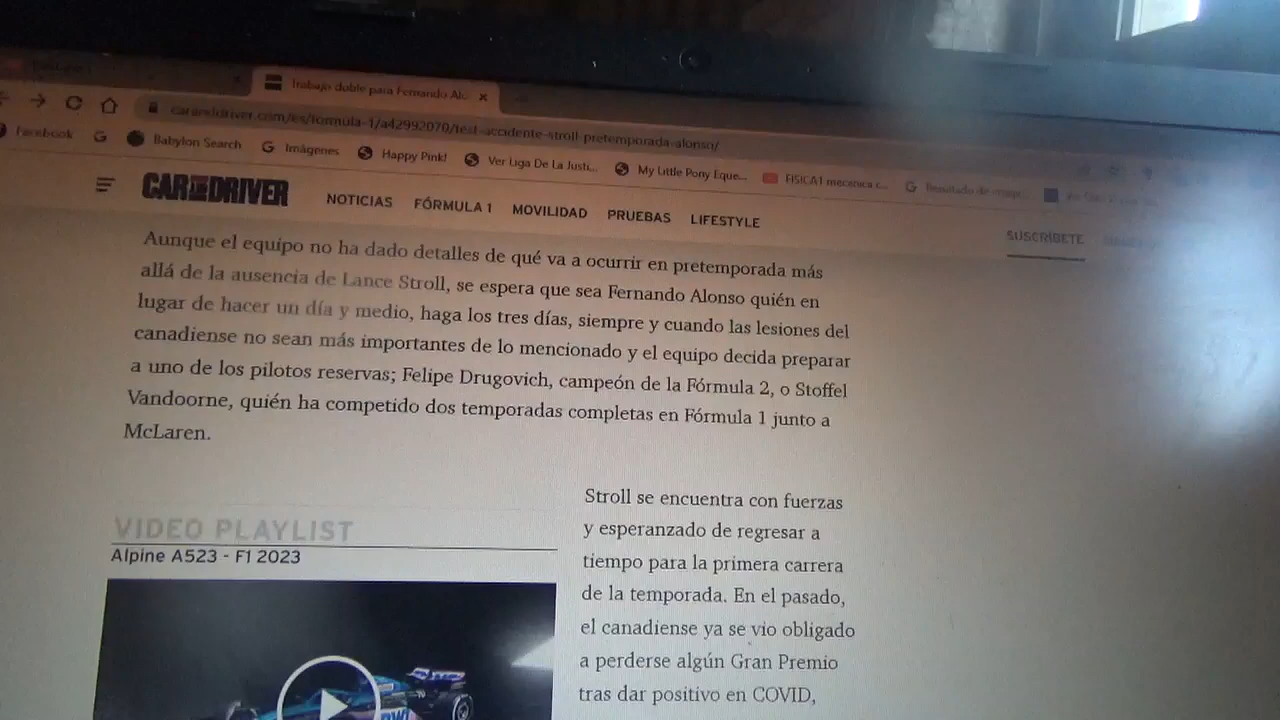 Trabajo doble para Fernando Alo
caranddriver.com/es/formula-1/a42992070/test-accidente-stroll-pretemporada-alonso/
Facebook
Babylon Search
Imágenes
Happy Pink!
Ver Liga De La Justi...
My Little Pony Eque...
FISICA1 mecanica c...
CAR AND DRIVER
NOTICIAS FÓRMULA 1 MOVILIDAD PRUEBAS LIFESTYLE
SUSCRÍBETE
Aunque el equipo no ha dado detalles de qué va a ocurrir en pretemporada más
allá de la ausencia de Lance Stroll, se espera que sea Fernando Alonso quién en
lugar de hacer un día y medio, haga los tres días, siempre y cuando las lesiones del
canadiense no sean más importantes de lo mencionado y el equipo decida preparar
a uno de los pilotos reservas; Felipe Drugovich, campeón de la Fórmula 2, o Stoffel
Vandoorne, quién ha competido dos temporadas completas en Fórmula 1 junto a
McLaren.
VIDEO PLAYLIST
Alpine A523 - F1 2023
Stroll se encuentra con fuerzas
y esperanzado de regresar a
tiempo para la primera carrera
de la temporada. En el pasado,
el canadiense ya se vio obligado
a perderse algún Gran Premio
tras dar positivo en COVID,